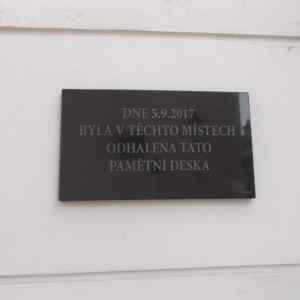 DNE 5.9.2017
BYLA V TĚCHTO MÍSTECH
ODHALENA TATO
PAMĚTNÍ DESKA